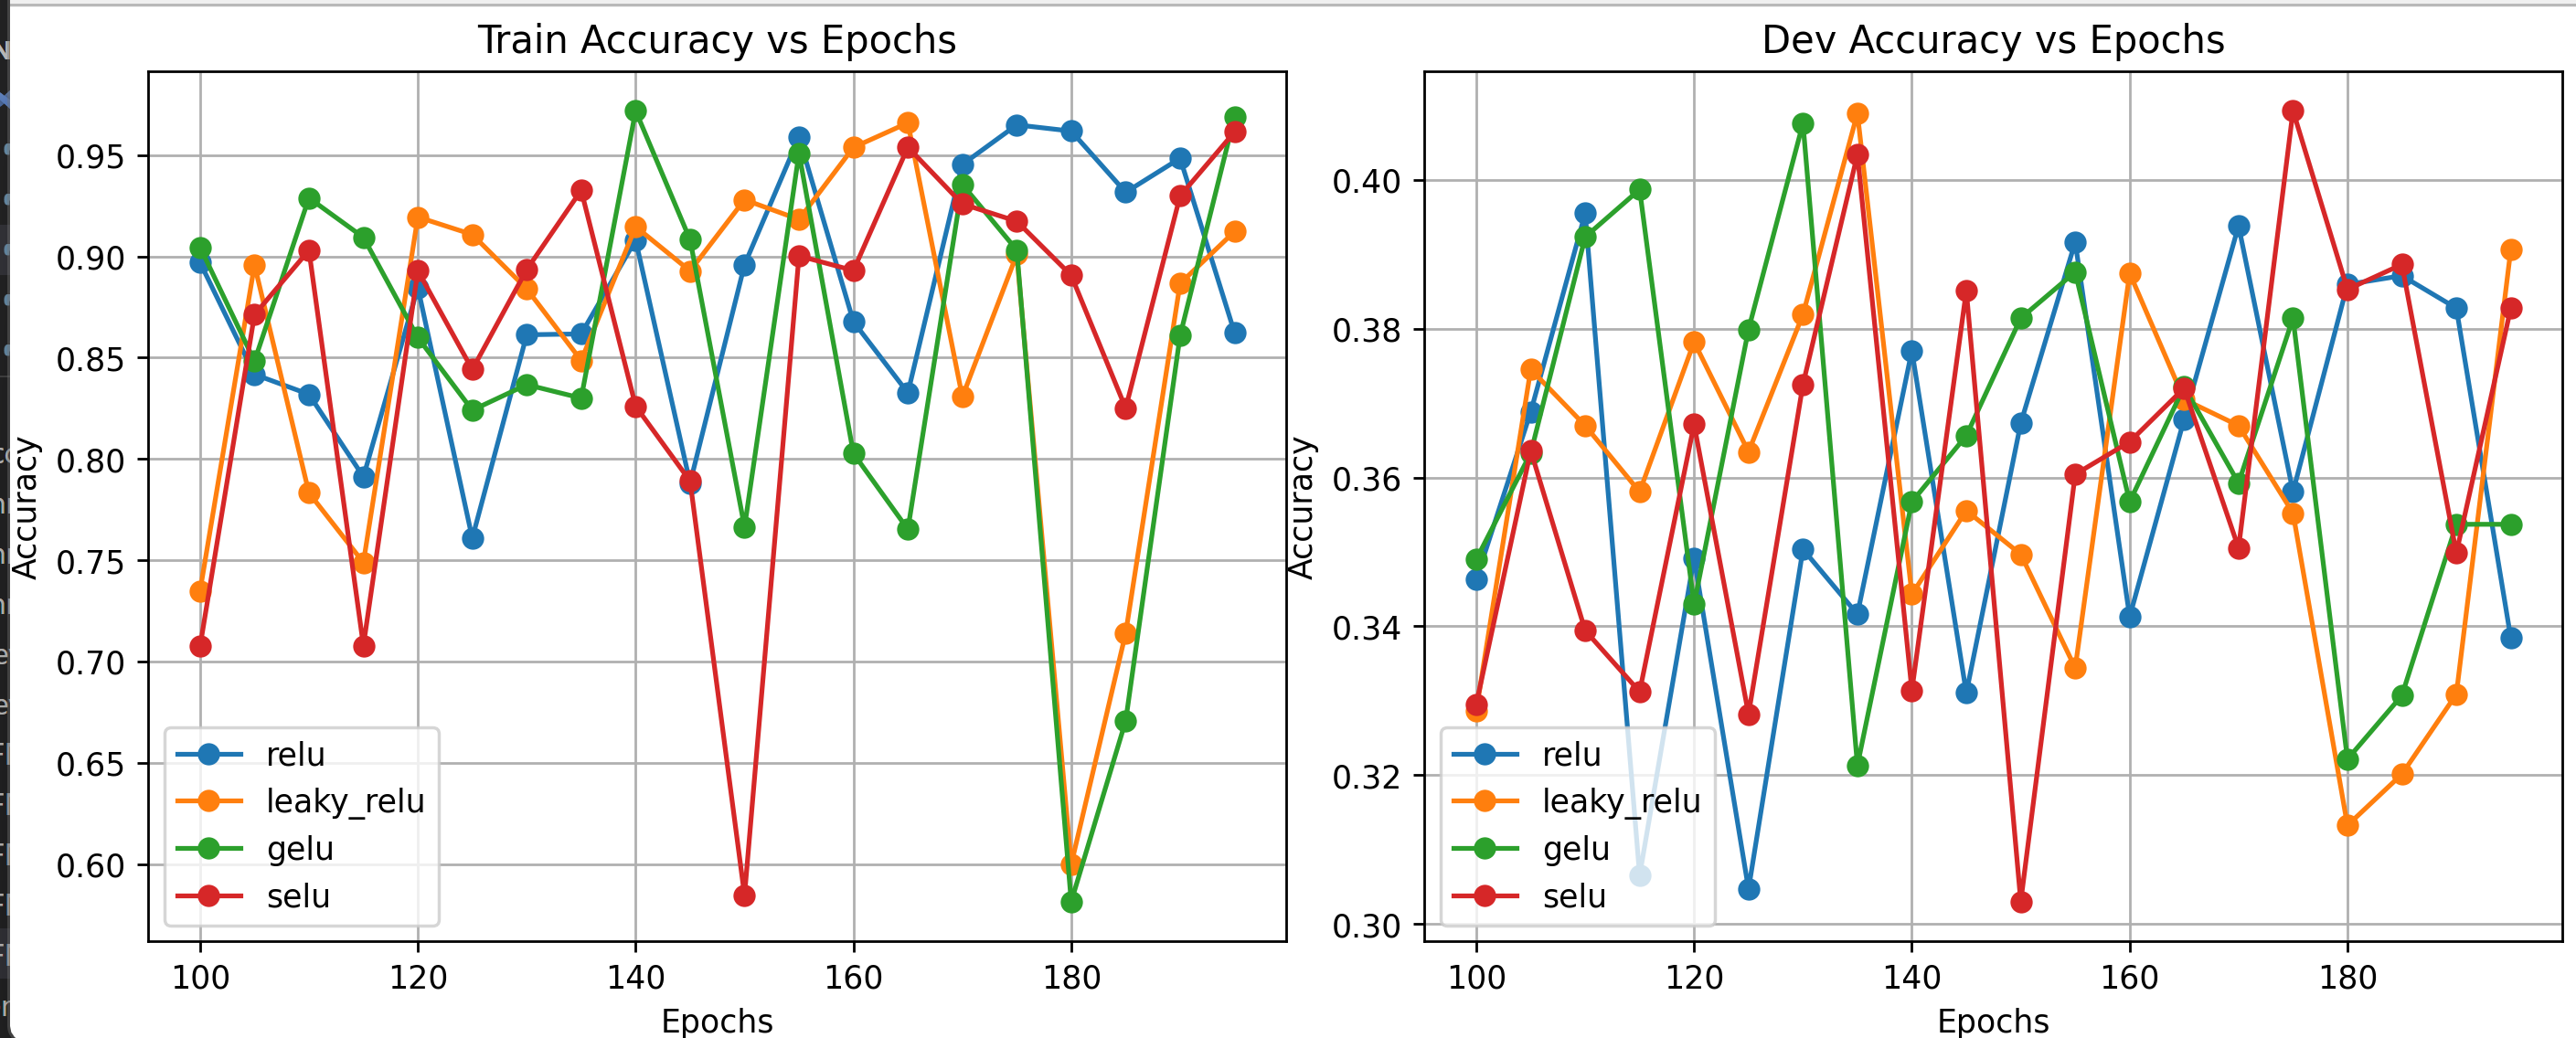 Train Accuracy vs Epochs
0.95
0.90
0.85
0.80
0.75
0.70
0.65
0.60
Accuracy
relu
leaky_relu
gelu
selu
100 120 140 160 180
Epochs
Dev Accuracy vs Epochs
0.40
0.38
0.36
0.34
0.32
0.30
Accuracy
relu
leaky_relu
gelu
selu
100 120 140 160 180
Epochs